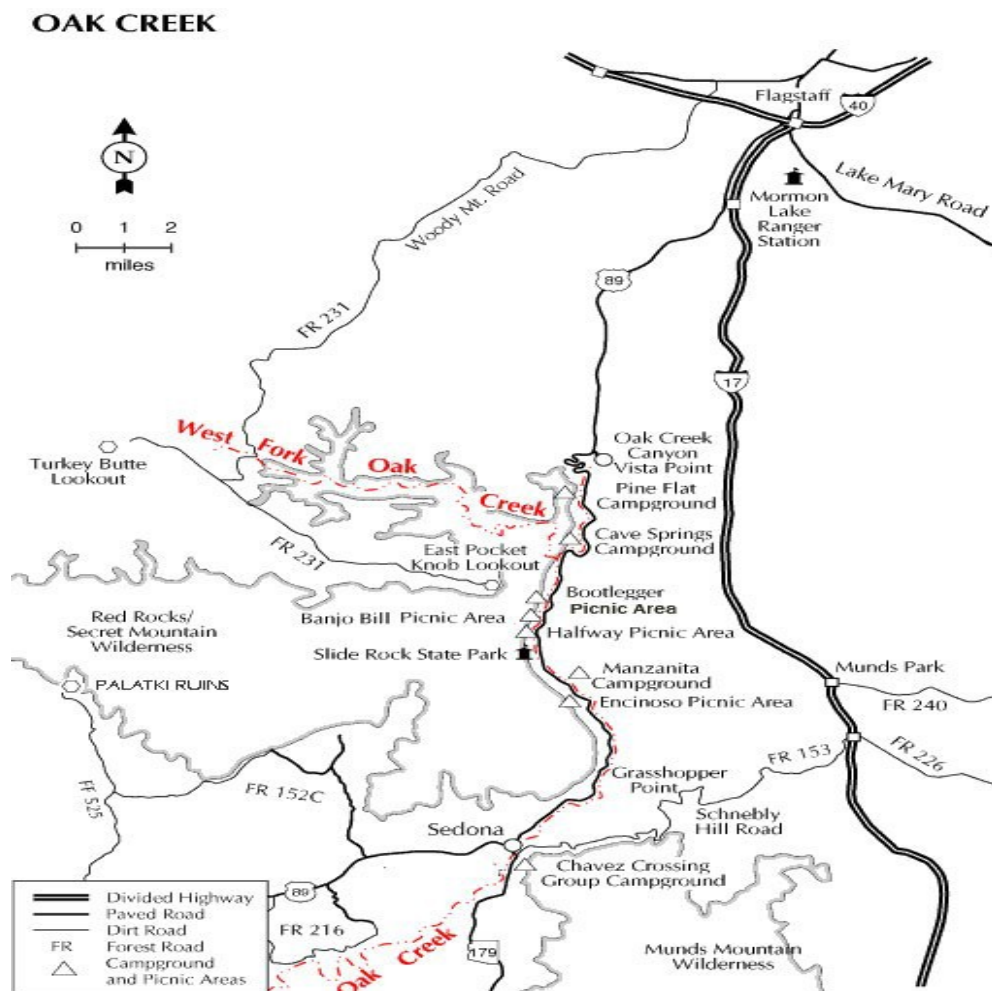 OAK CREEK
Flagstaff
40
N
Lake Mary Road
Mormon
Lake
Ranger
Station
0 1 2
miles
Woody Mt. Road
89
FR 231
17
West Fork Oak Creek
Oak Creek
Canyon
Vista Point
Turkey Butte
Lookout
Pine Flat
Campground
Cave Springs
Campground
FR 231
East Pocket
Knob Lookout
Bootlegger
Picnic Area
Banjo Bill Picnic Area
Red Rocks/
Secret Mountain
Wilderness
Halfway Picnic Area
Slide Rock State Park
Manzanita
Campground
Munds Park
PALATKI RUINS
Encinoso Picnic Area
FR 240
FR 153
FR 226
Grasshopper
Point
FR 152C
FF 525
Schnebly
Hill Road
Sedona
Chavez Crossing
Group Campground
89
Divided Highway
Paved Road
Dirt Road
FR Forest Road
Campground
and Picnic Areas
FR 216
Oak Creek
179
Munds Mountain
Wilderness